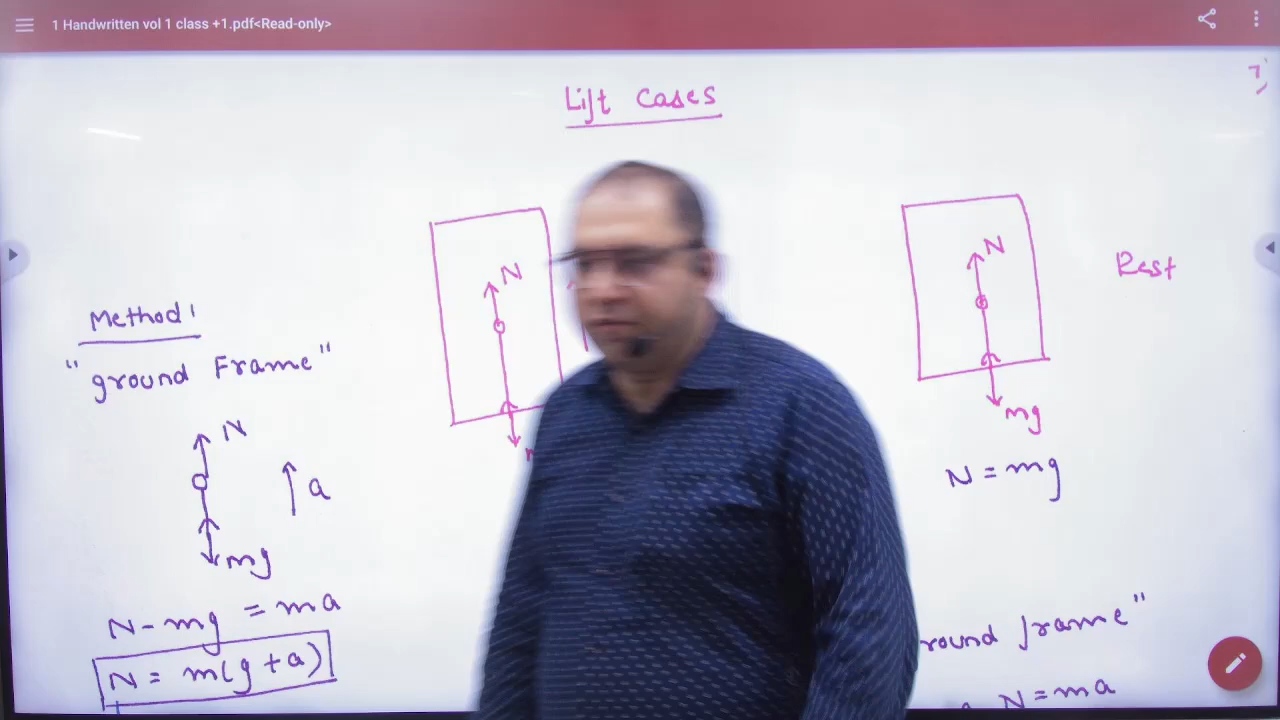 1 Handwritten vol 1 class +1.pdf<Read-only>
Lift Cases
Method 1
"ground Frame"
N
a
mg
N - mg = ma
N = m(g + a)
N
N
Rest
mg
N = mg
frame"
N = ma